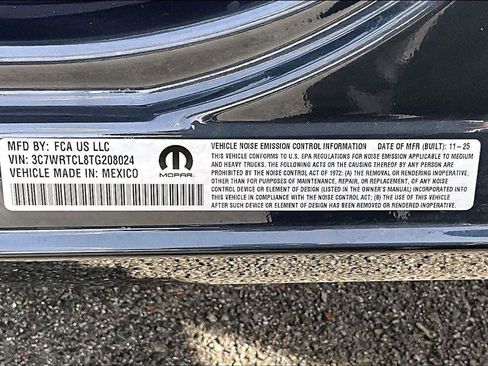 MFD BY: FCA US LLC
VIN: 3C7WRTCL8TG208024
VEHICLE MADE IN: MEXICO
MOPAR
VEHICLE NOISE EMISSION CONTROL INFORMATION DATE OF MFR (BUILT): 11-25
THIS VEHICLE CONFORMS TO U.S. EPA REGULATIONS FOR NOISE EMISSION APPLICABLE TO MEDIUM
AND HEAVY TRUCKS. THE FOLLOWING ACTS OR THE CAUSING THEREOF BY ANY PERSON ARE
PROHIBITED BY THE NOISE CONTROL ACT OF 1972: (A) THE REMOVAL OR RENDERING INOPERATIVE,
OTHER THAN FOR PURPOSES OF MAINTENANCE, REPAIR, OR REPLACEMENT, OF ANY NOISE
CONTROL DEVICE OR ELEMENT OF DESIGN (LISTED IN THE OWNER'S MANUAL) INCORPORATED INTO
THIS VEHICLE IN COMPLIANCE WITH THE NOISE CONTROL ACT; (B) THE USE OF THIS VEHICLE
AFTER SUCH DEVICE OR ELEMENT OF DESIGN HAS BEEN REMOVED OR RENDERED INOPERATIVE.